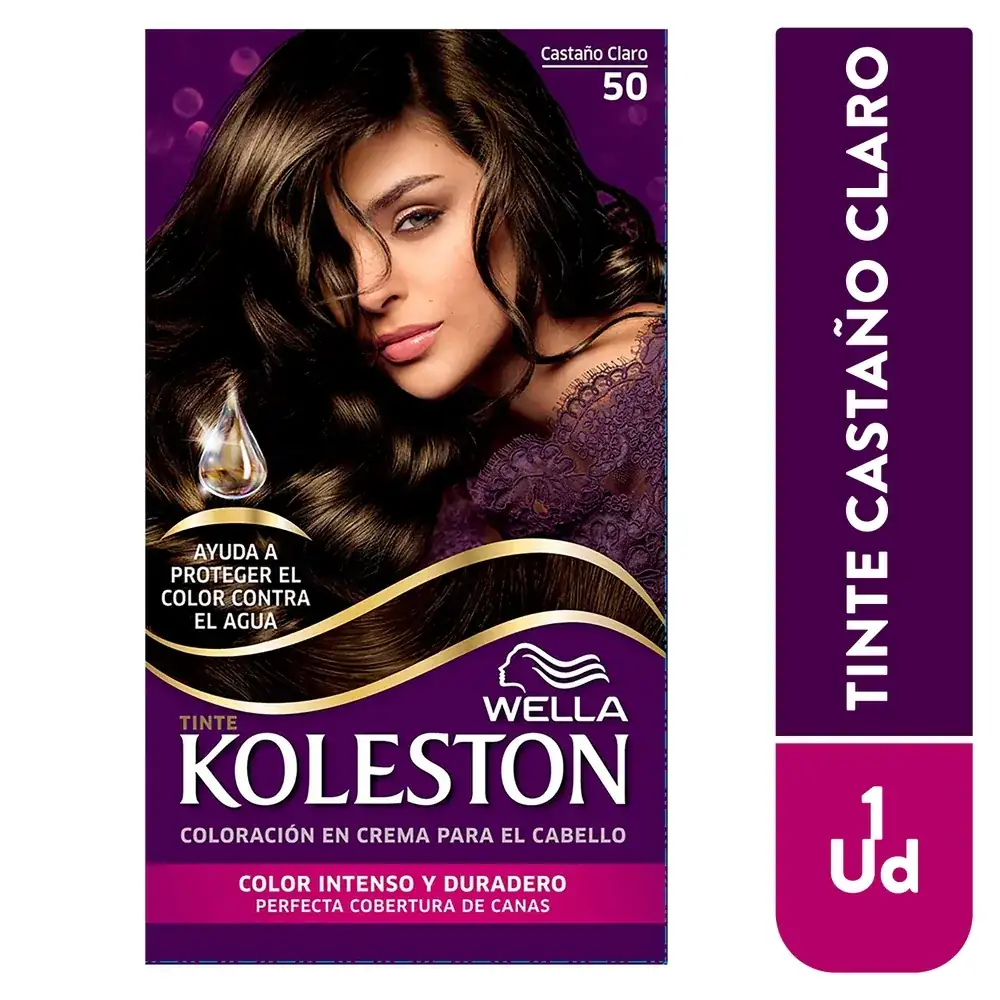 Castaño Claro
50
AYUDA A
PROTEGER EL
COLOR CONTRA
EL AGUA
WELLA
TINTE
KOLESTON
COLORACIÓN EN CREMA PARA EL CABELLO
COLOR INTENSO Y DURADERO
PERFECTA COBERTURA DE CANAS
TINTE CASTAÑO CLARO
1
Ud